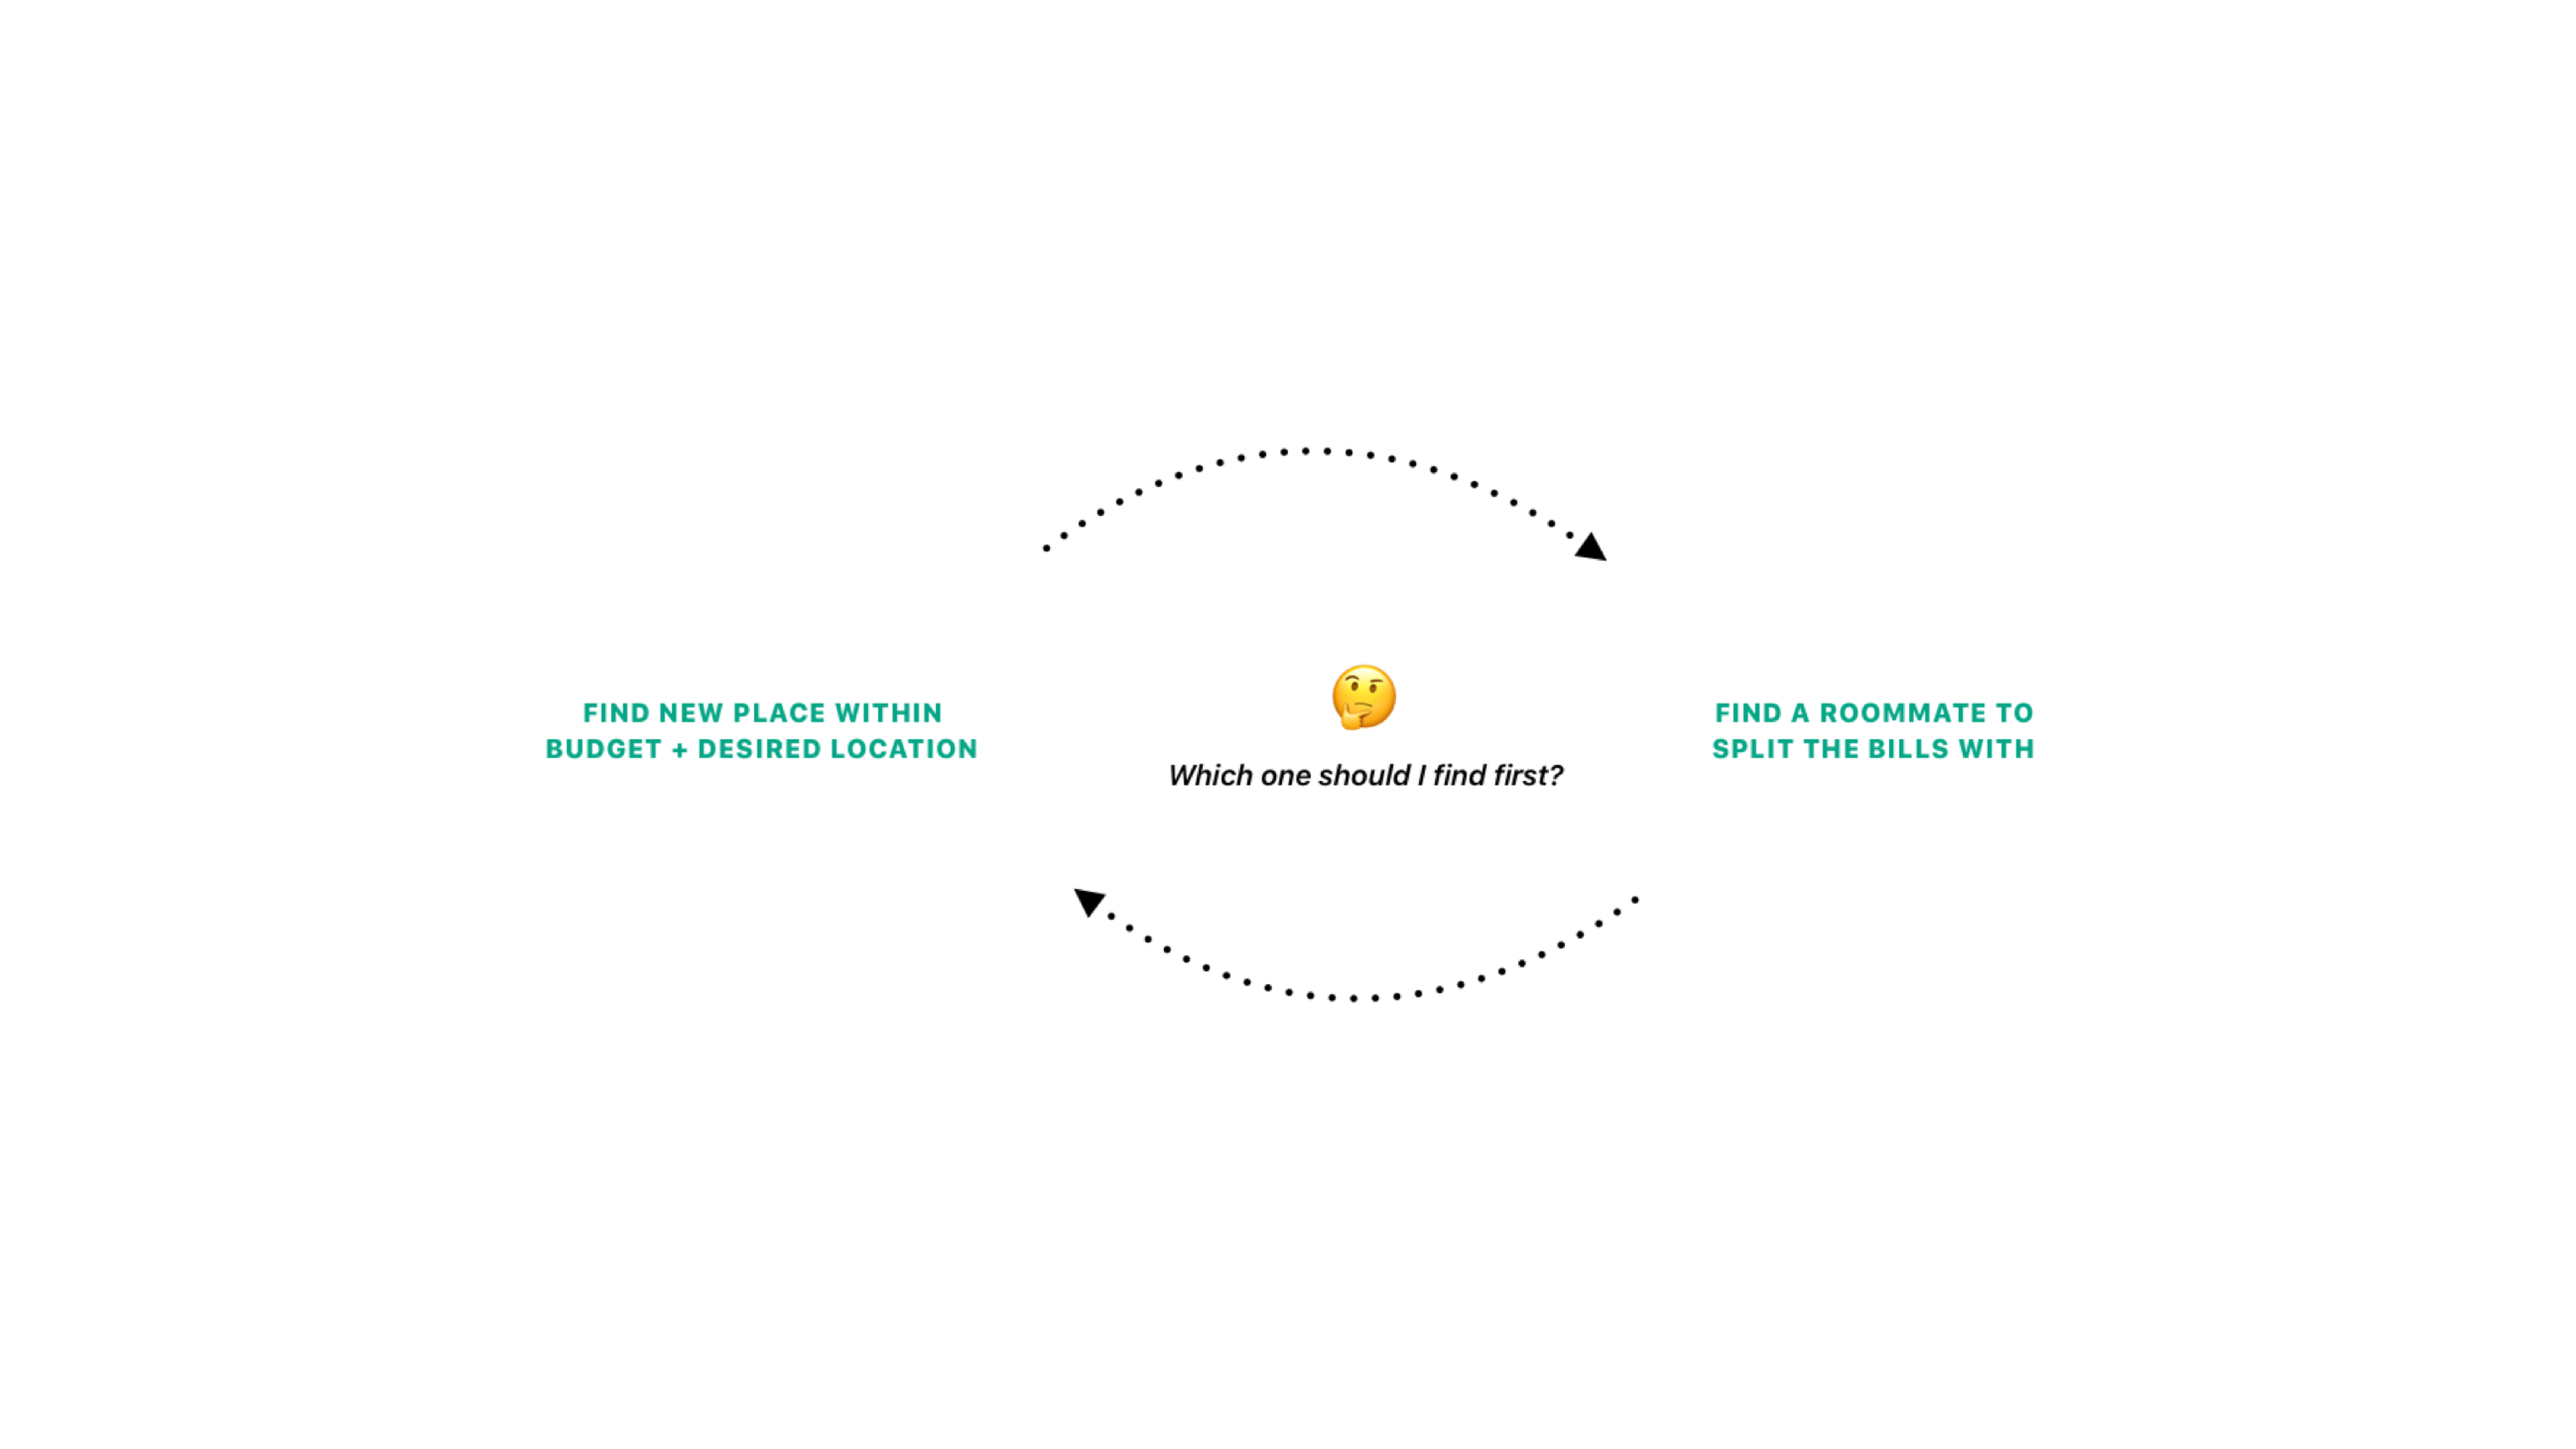 FIND NEW PLACE WITHIN
BUDGET + DESIRED LOCATION
Which one should I find first?
FIND A ROOMMATE TO
SPLIT THE BILLS WITH